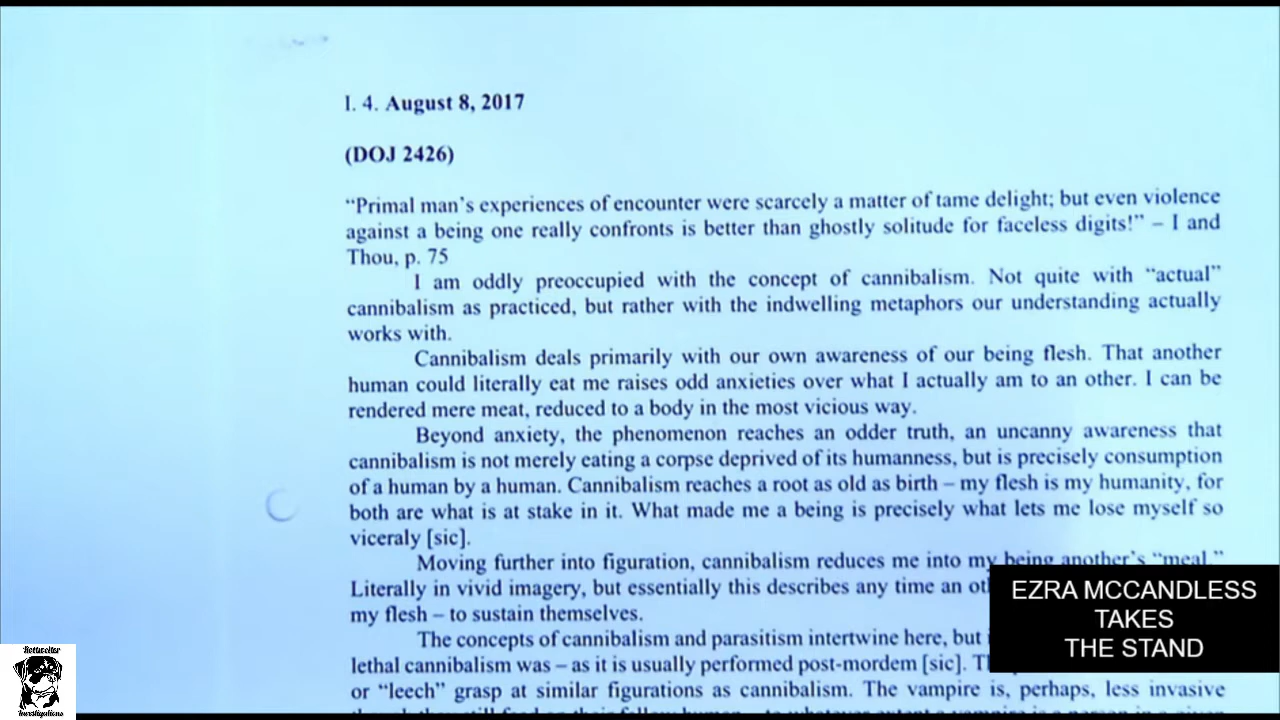 I. 4. August 8, 2017
(DOJ 2426)
“Primal man’s experiences of encounter were scarcely a matter of tame delight; but even violence
against a being one really confronts is better than ghostly solitude for faceless digits!” – I and
Thou, p. 75
I am oddly preoccupied with the concept of cannibalism. Not quite with “actual”
cannibalism as practiced, but rather with the indwelling metaphors our understanding actually
works with.
Cannibalism deals primarily with our own awareness of our being flesh. That another
human could literally eat me raises odd anxieties over what I actually am to an other. I can be
rendered mere meat, reduced to a body in the most vicious way.
Beyond anxiety, the phenomenon reaches an odder truth, an uncanny awareness that
cannibalism is not merely eating a corpse deprived of its humanness, but is precisely consumption
of a human by a human. Cannibalism reaches a root as old as birth – my flesh is my humanity, for
both are what is at stake in it. What made me a being is precisely what lets me lose myself so
viceraly [sic].
Moving further into figuration, cannibalism reduces me into my being another’s “meal.”
Literally in vivid imagery, but essentially this describes any time an
my flesh – to sustain themselves.
The concepts of cannibalism and parasitism intertwine here, but
lethal cannibalism was – as it is usually performed post-mordem [sic].
or “leech” grasp at similar figurations as cannibalism. The vampire is, perhaps, less invasive
EZRA MCCANDLESS
TAKES
THE STAND
Rottweiler
Investigations